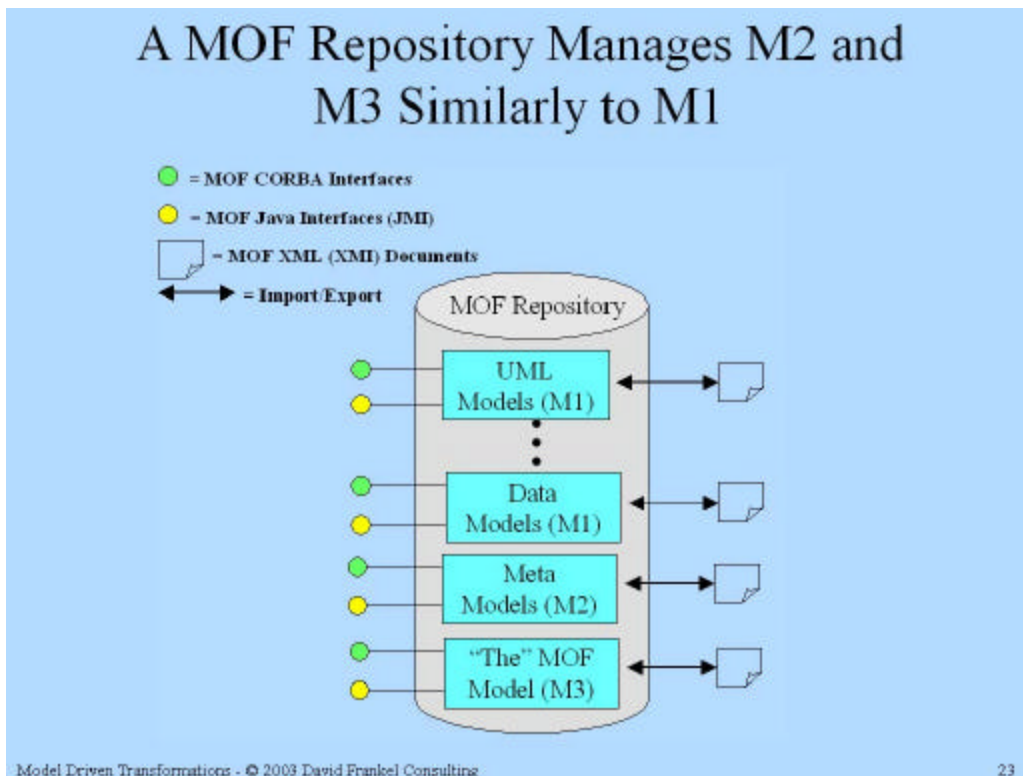 A MOF Repository Manages M2 and
M3 Similarly to M1
= MOF CORBA Interfaces
= MOF Java Interfaces (JMI)
= MOF XML (XMI) Documents
= Import/Export
MOF Repository
UML
Models (M1)
Data
Models (M1)
Meta
Models (M2)
“The” MOF
Model (M3)
Model Driven Transformations - © 2003 David Frankel Consulting
23